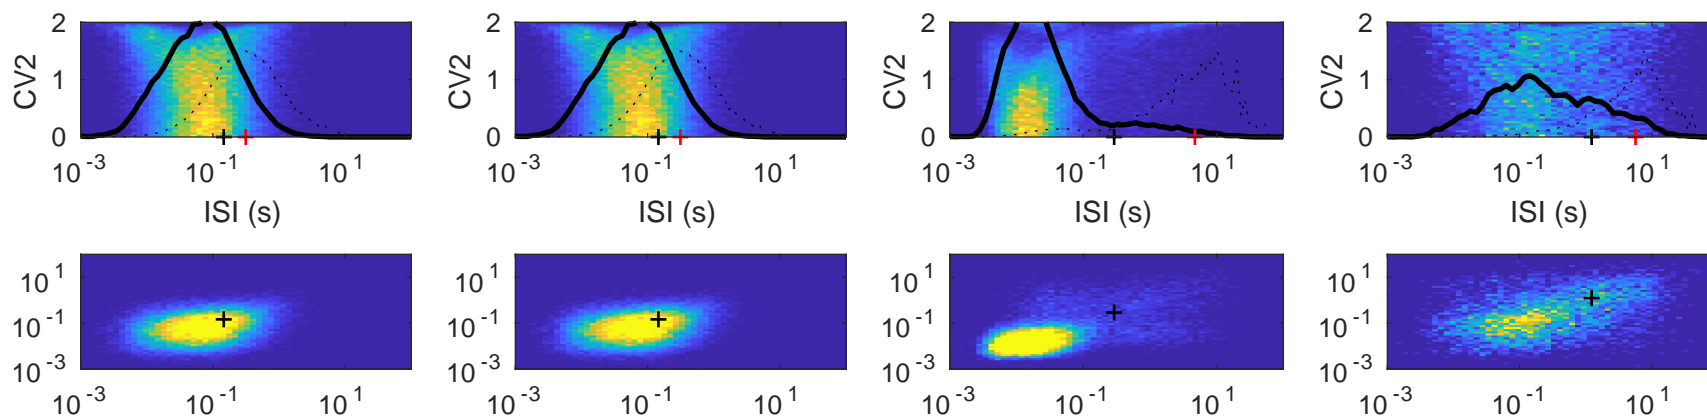 2 2 2 2
CV2 CV2 CV2 CV2
1 1 1 1
0 0 0 0
10^-3 10^-1 10^1 10^-3 10^-1 10^1 10^-3 10^-1 10^1 10^-3 10^-1 10^1
ISI (s) ISI (s) ISI (s) ISI (s)
10^1 10^1 10^1 10^1
10^-1 10^-1 10^-1 10^-1
10^-3 10^-3 10^-3 10^-3
10^-3 10^-1 10^1 10^-3 10^-1 10^1 10^-3 10^-1 10^1 10^-3 10^-1 10^1